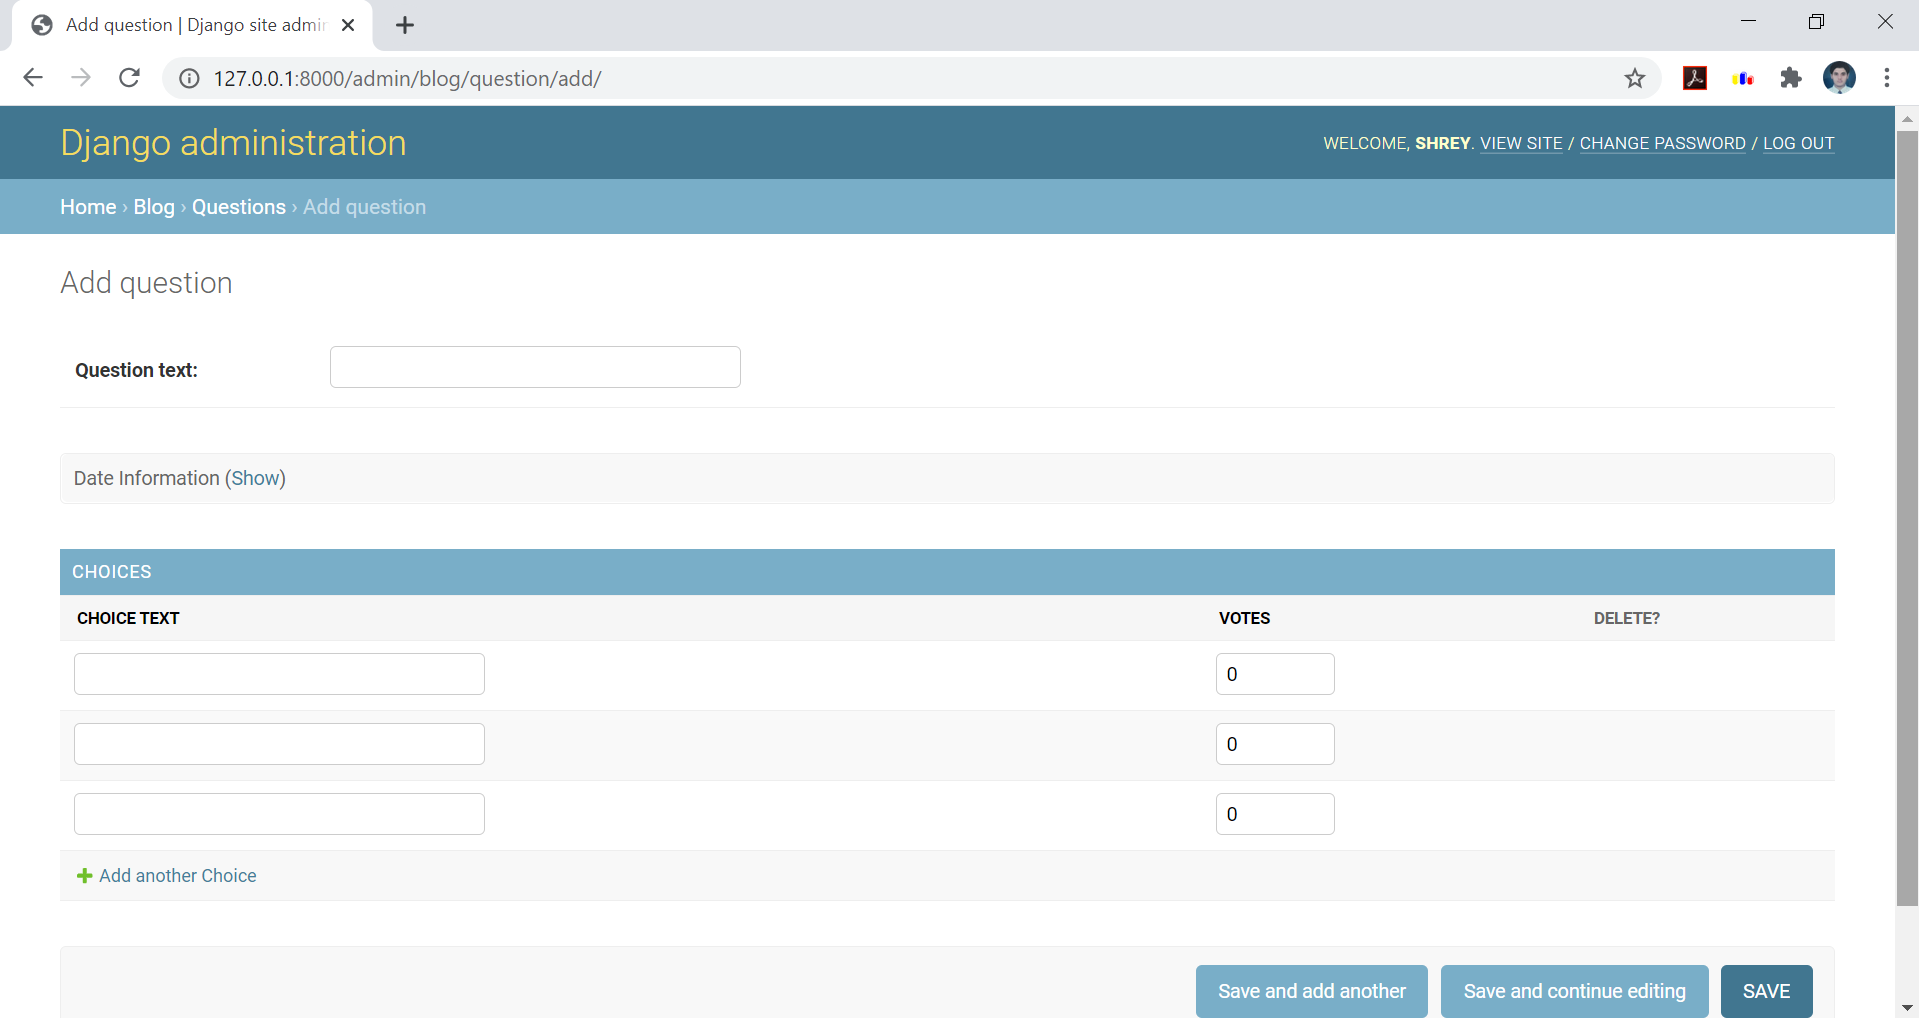 Add question | Django site admin
127.0.0.1:8000/admin/blog/question/add/
Django administration
WELCOME, SHREY. VIEW SITE / CHANGE PASSWORD / LOG OUT
Home › Blog › Questions › Add question
Add question
Question text:
Date Information (Show)
CHOICES
CHOICE TEXT VOTES DELETE?
0
0
0
Add another Choice
Save and add another Save and continue editing SAVE